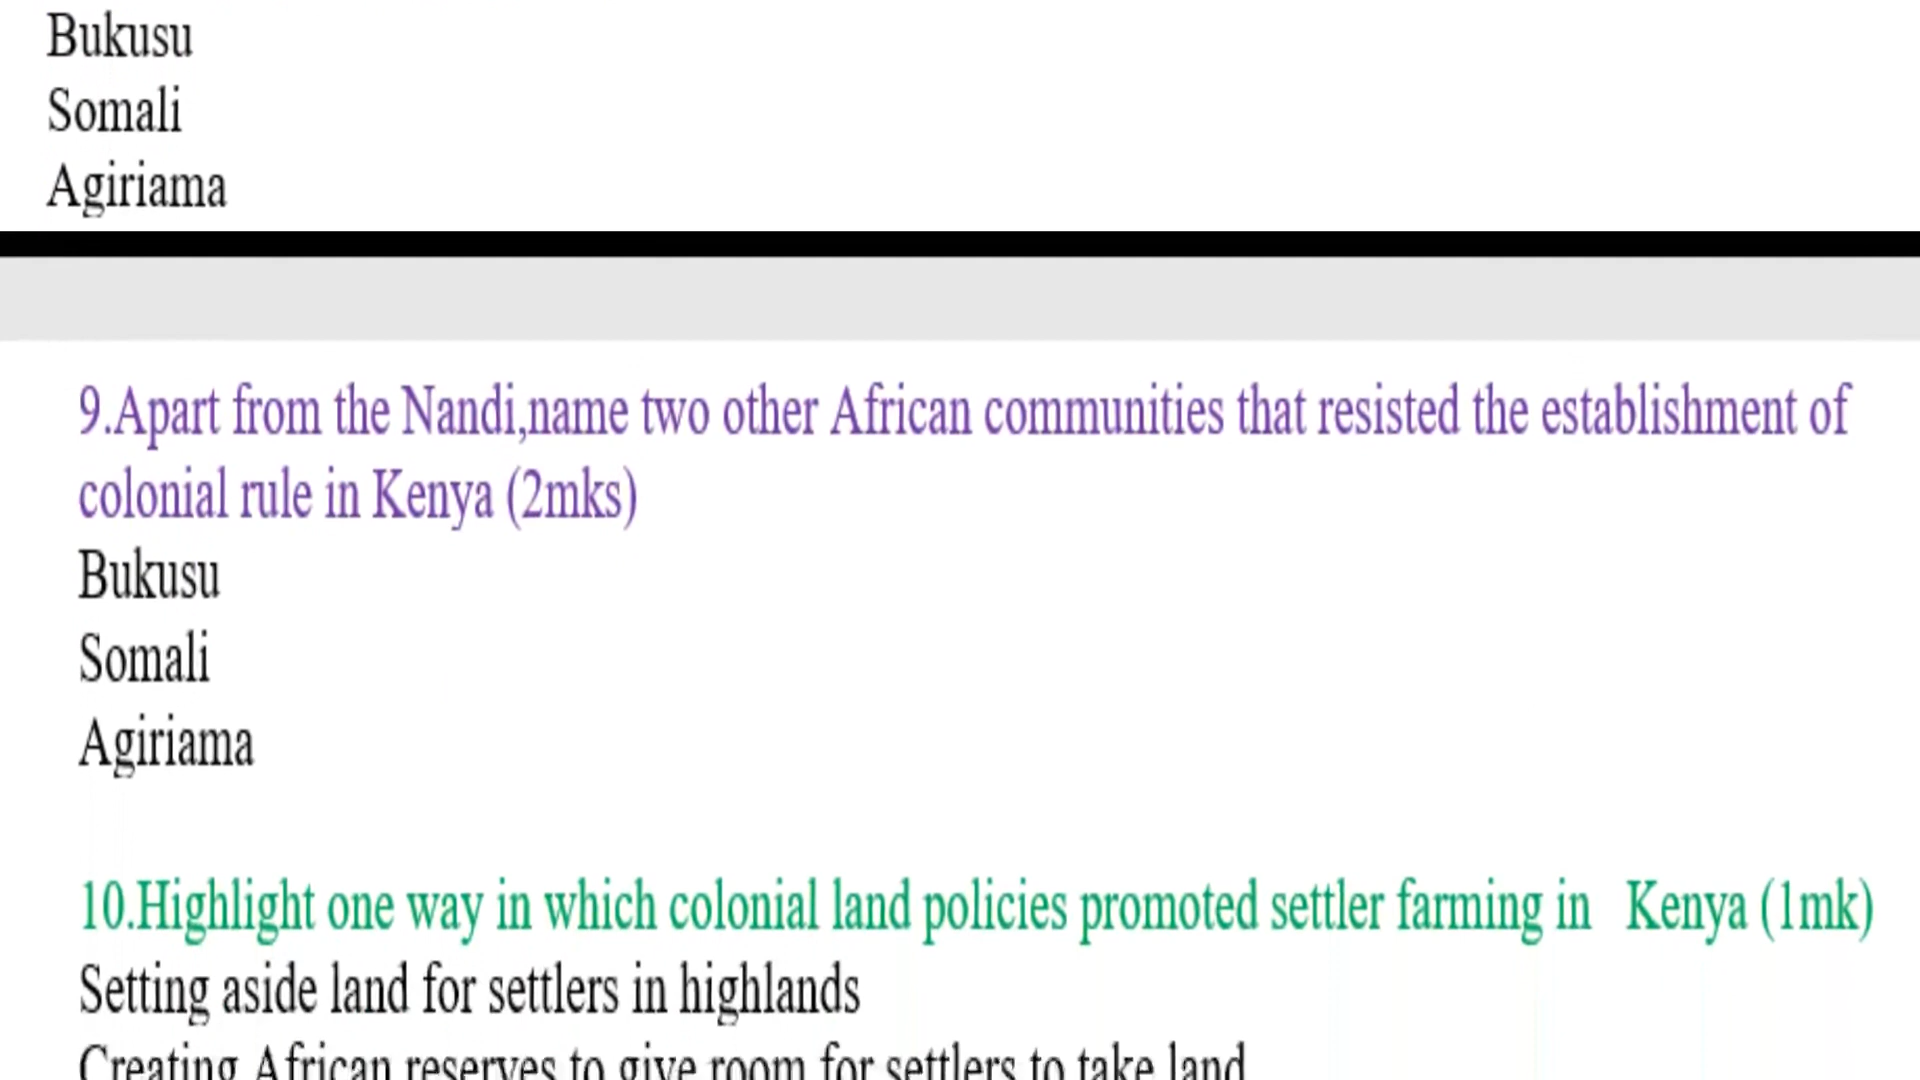 Bukusu
Somali
Agiriama
9.Apart from the Nandi,name two other African communities that resisted the establishment of
colonial rule in Kenya (2mks)
Bukusu
Somali
Agiriama
10.Highlight one way in which colonial land policies promoted settler farming in Kenya (1mk)
Setting aside land for settlers in highlands
Creating African reserves to give room for settlers to take land